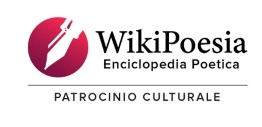 WikiPoesia
Enciclopedia Poetica
PATROCINIO CULTURALE